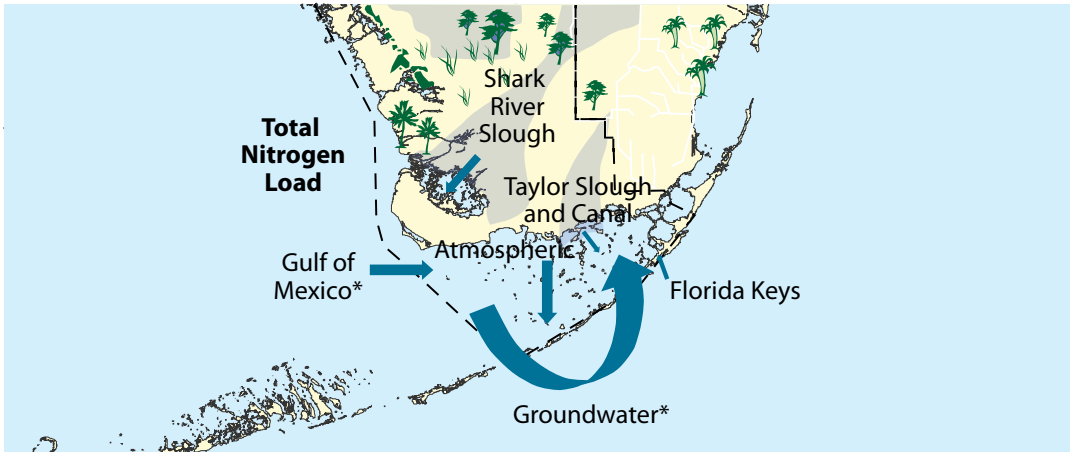 Shark
River
Slough
Total
Nitrogen
Load
Taylor Slough
and Canal
Atmospheric
Gulf of
Mexico*
Florida Keys
Groundwater*